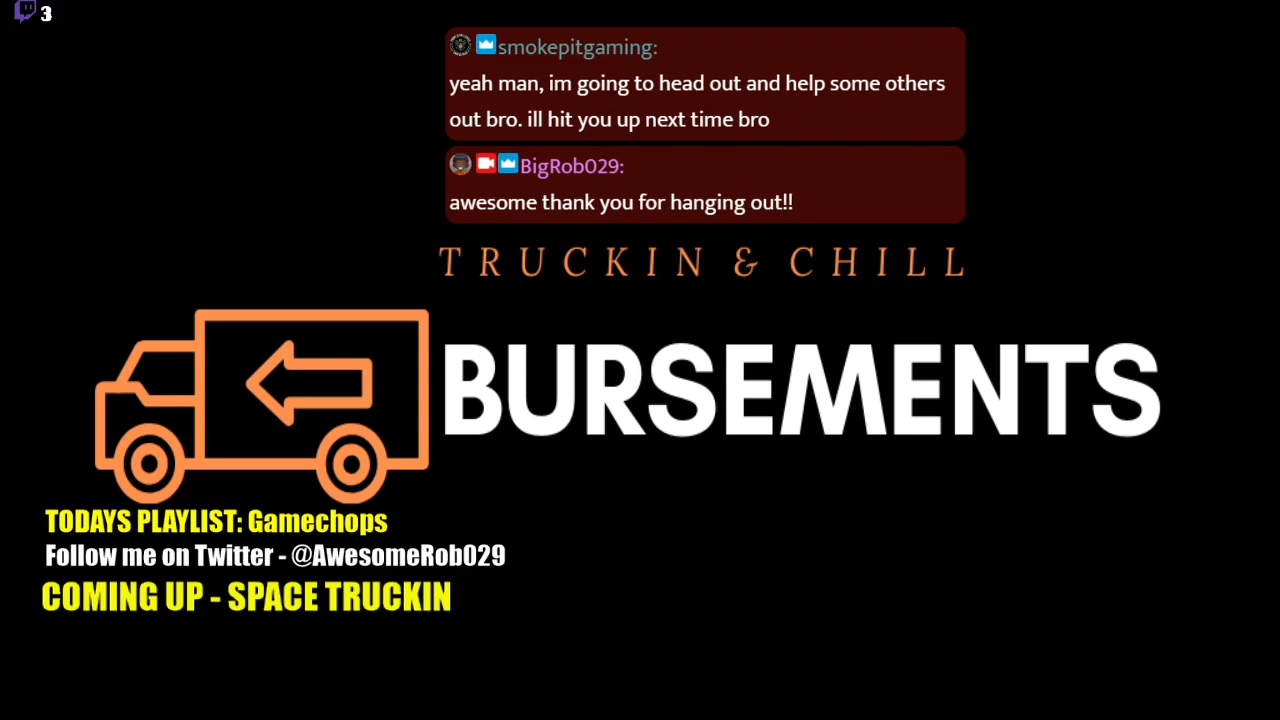 3
smokepitgaming:
yeah man, im going to head out and help some others
out bro. ill hit you up next time bro
BigRob029:
awesome thank you for hanging out!!
TRUCKIN & CHILL
BURSEMENTS
TODAYS PLAYLIST: Gamechops
Follow me on Twitter - @AwesomeRob029
COMING UP - SPACE TRUCKIN